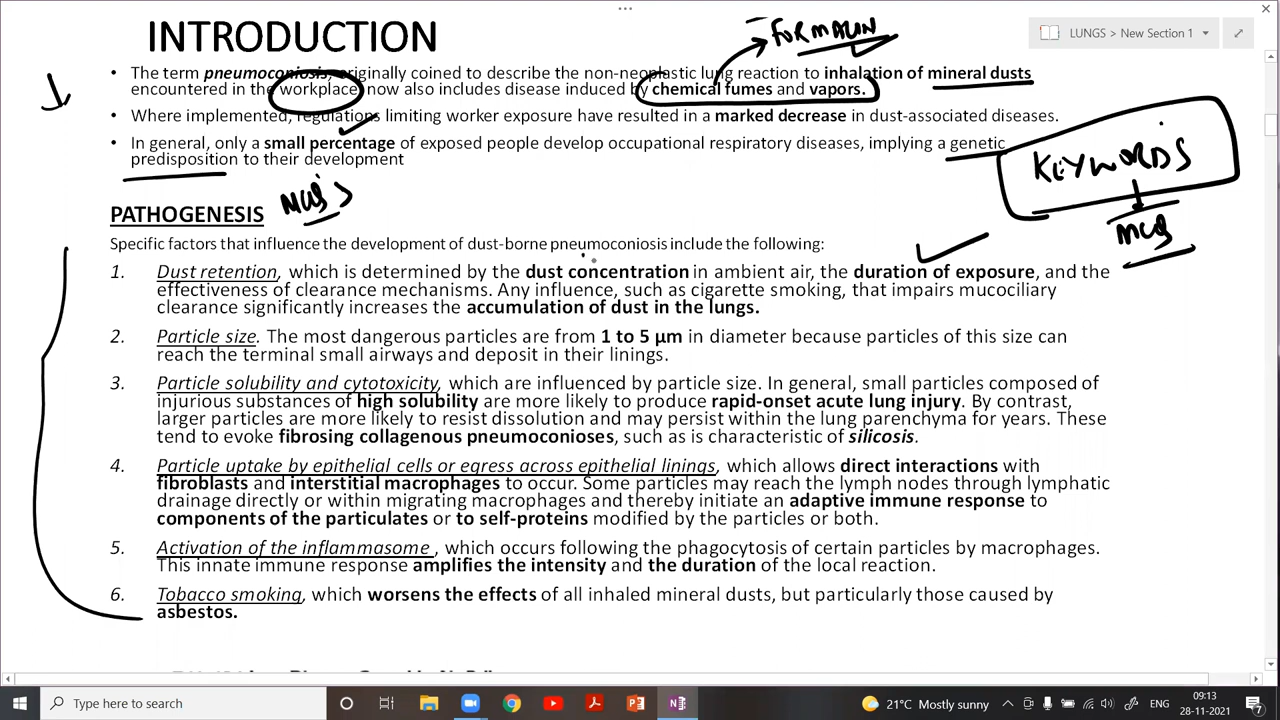 INTRODUCTION
FORMALIN
LUNGS > New Section 1
• The term pneumoconiosis, originally coined to describe the non-neoplastic lung reaction to inhalation of mineral dusts
encountered in the workplace, now also includes disease induced by chemical fumes and vapors.
• Where implemented, regulations limiting worker exposure have resulted in a marked decrease in dust-associated diseases.
• In general, only a small percentage of exposed people develop occupational respiratory diseases, implying a genetic
predisposition to their development
KEYWORDS
MCQ
PATHOGENESIS
MCQ's
Specific factors that influence the development of dust-borne pneumoconiosis include the following:
1. Dust retention, which is determined by the dust concentration in ambient air, the duration of exposure, and the
effectiveness of clearance mechanisms. Any influence, such as cigarette smoking, that impairs mucociliary
clearance significantly increases the accumulation of dust in the lungs.
2. Particle size. The most dangerous particles are from 1 to 5 μm in diameter because particles of this size can
reach the terminal small airways and deposit in their linings.
3. Particle solubility and cytotoxicity, which are influenced by particle size. In general, small particles composed of
injurious substances of high solubility are more likely to produce rapid-onset acute lung injury. By contrast,
larger particles are more likely to resist dissolution and may persist within the lung parenchyma for years. These
tend to evoke fibrosing collagenous pneumoconioses, such as is characteristic of silicosis.
4. Particle uptake by epithelial cells or egress across epithelial linings, which allows direct interactions with
fibroblasts and interstitial macrophages to occur. Some particles may reach the lymph nodes through lymphatic
drainage directly or within migrating macrophages and thereby initiate an adaptive immune response to
components of the particulates or to self-proteins modified by the particles or both.
5. Activation of the inflammasome , which occurs following the phagocytosis of certain particles by macrophages.
This innate immune response amplifies the intensity and the duration of the local reaction.
6. Tobacco smoking, which worsens the effects of all inhaled mineral dusts, but particularly those caused by
asbestos.
Type here to search
21°C Mostly sunny
ENG
09:13
28-11-2021
7